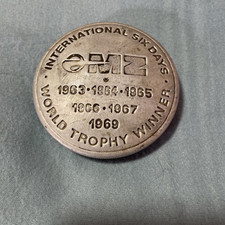 · INTERNATIONAL SIX DAYS ·
MZ
1963 · 1964 · 1965
1966 · 1967
1969
WORLD TROPHY WINNER